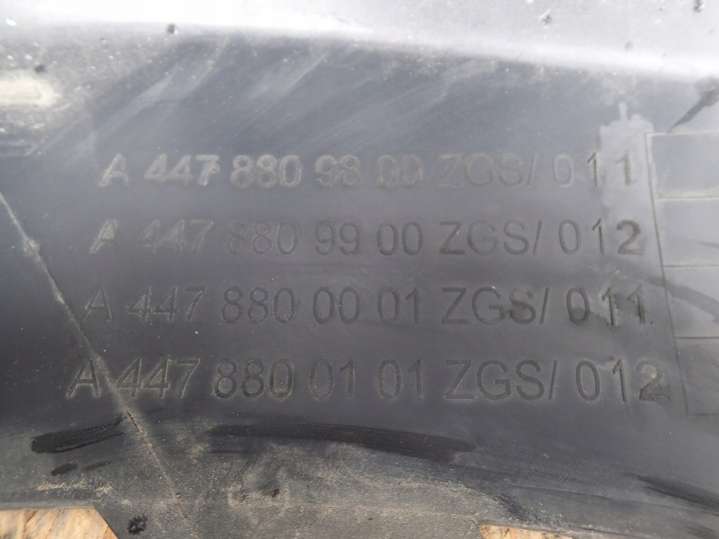 A 447 880 98 00 ZGS/ 011
A 447 880 99 00 ZGS/ 012
A 447 880 00 01 ZGS/ 011
A 447 880 01 01 ZGS/ 012